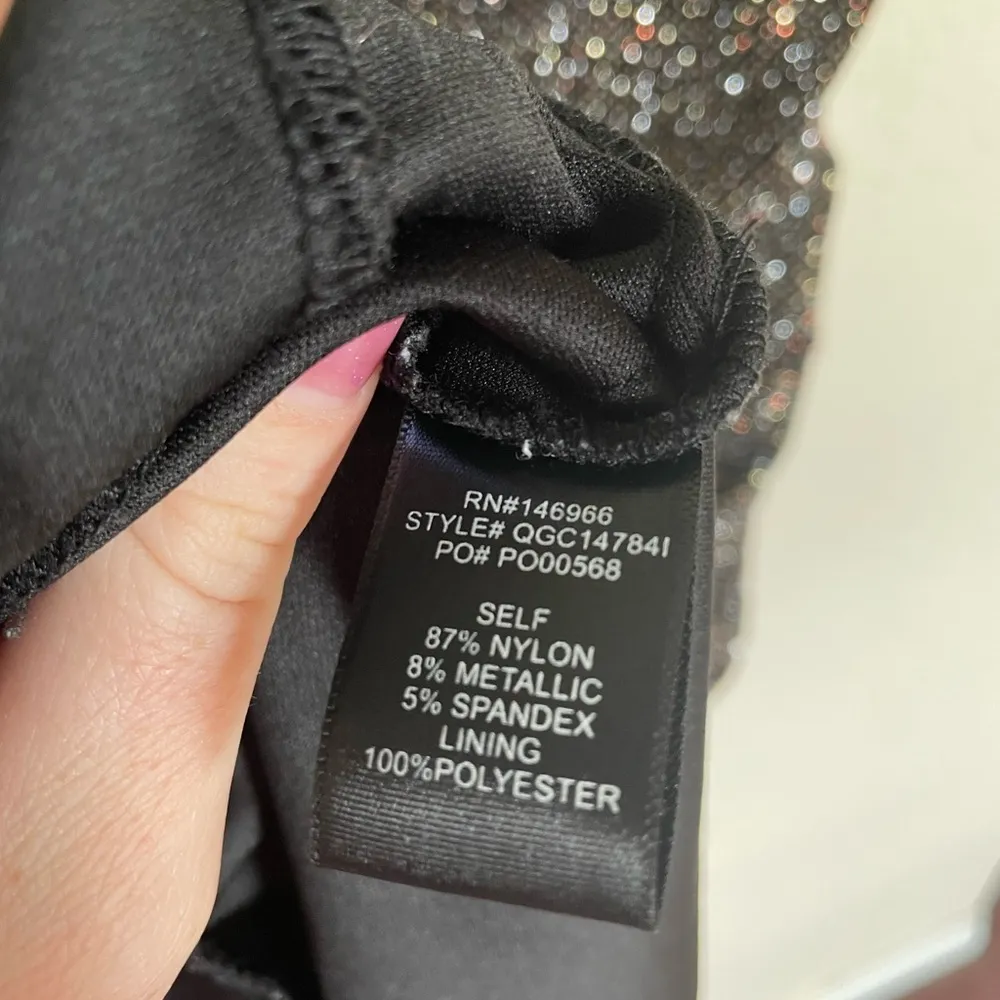 RN#146966
STYLE# QGC14784I
PO# PO00568
SELF
87% NYLON
8% METALLIC
5% SPANDEX
LINING
100%POLYESTER